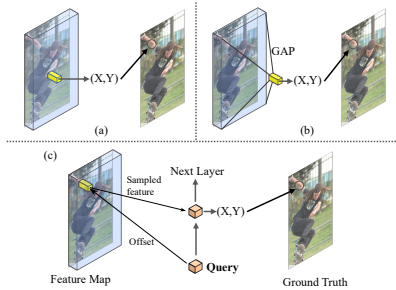 (X,Y)
(a)
GAP
(X,Y)
(b)
(c)
Next Layer
Sampled
feature
(X,Y)
Offset
Query
Feature Map
Ground Truth